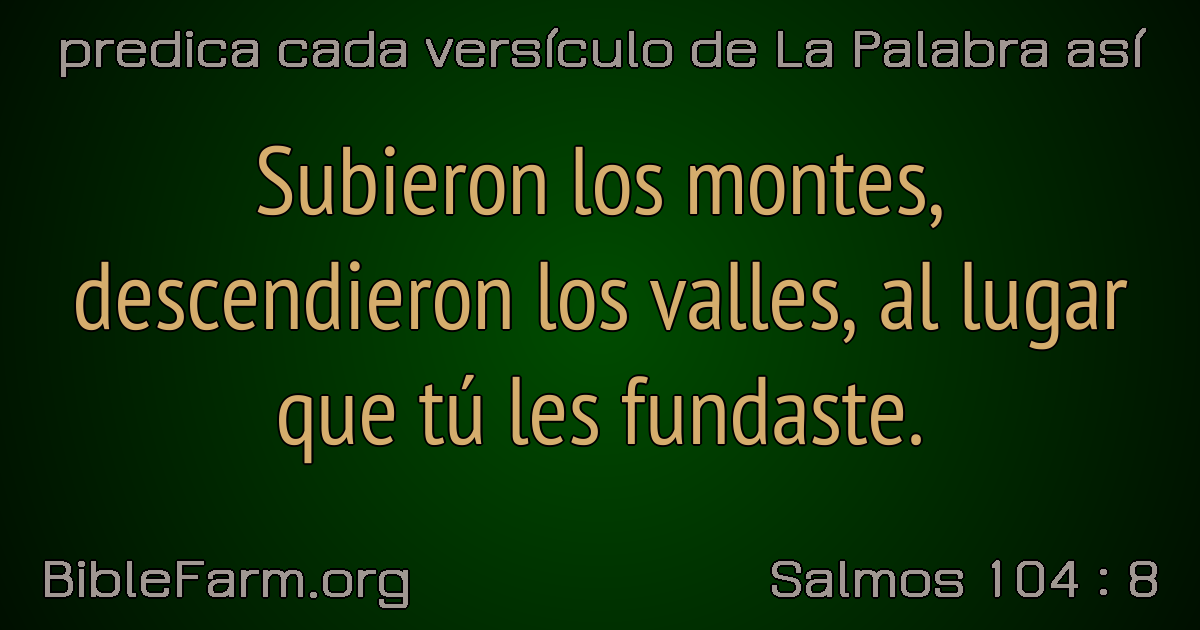 predica cada versículo de La Palabra así
Subieron los montes,
descendieron los valles, al lugar
que tú les fundaste.
BibleFarm.org
Salmos 104 : 8